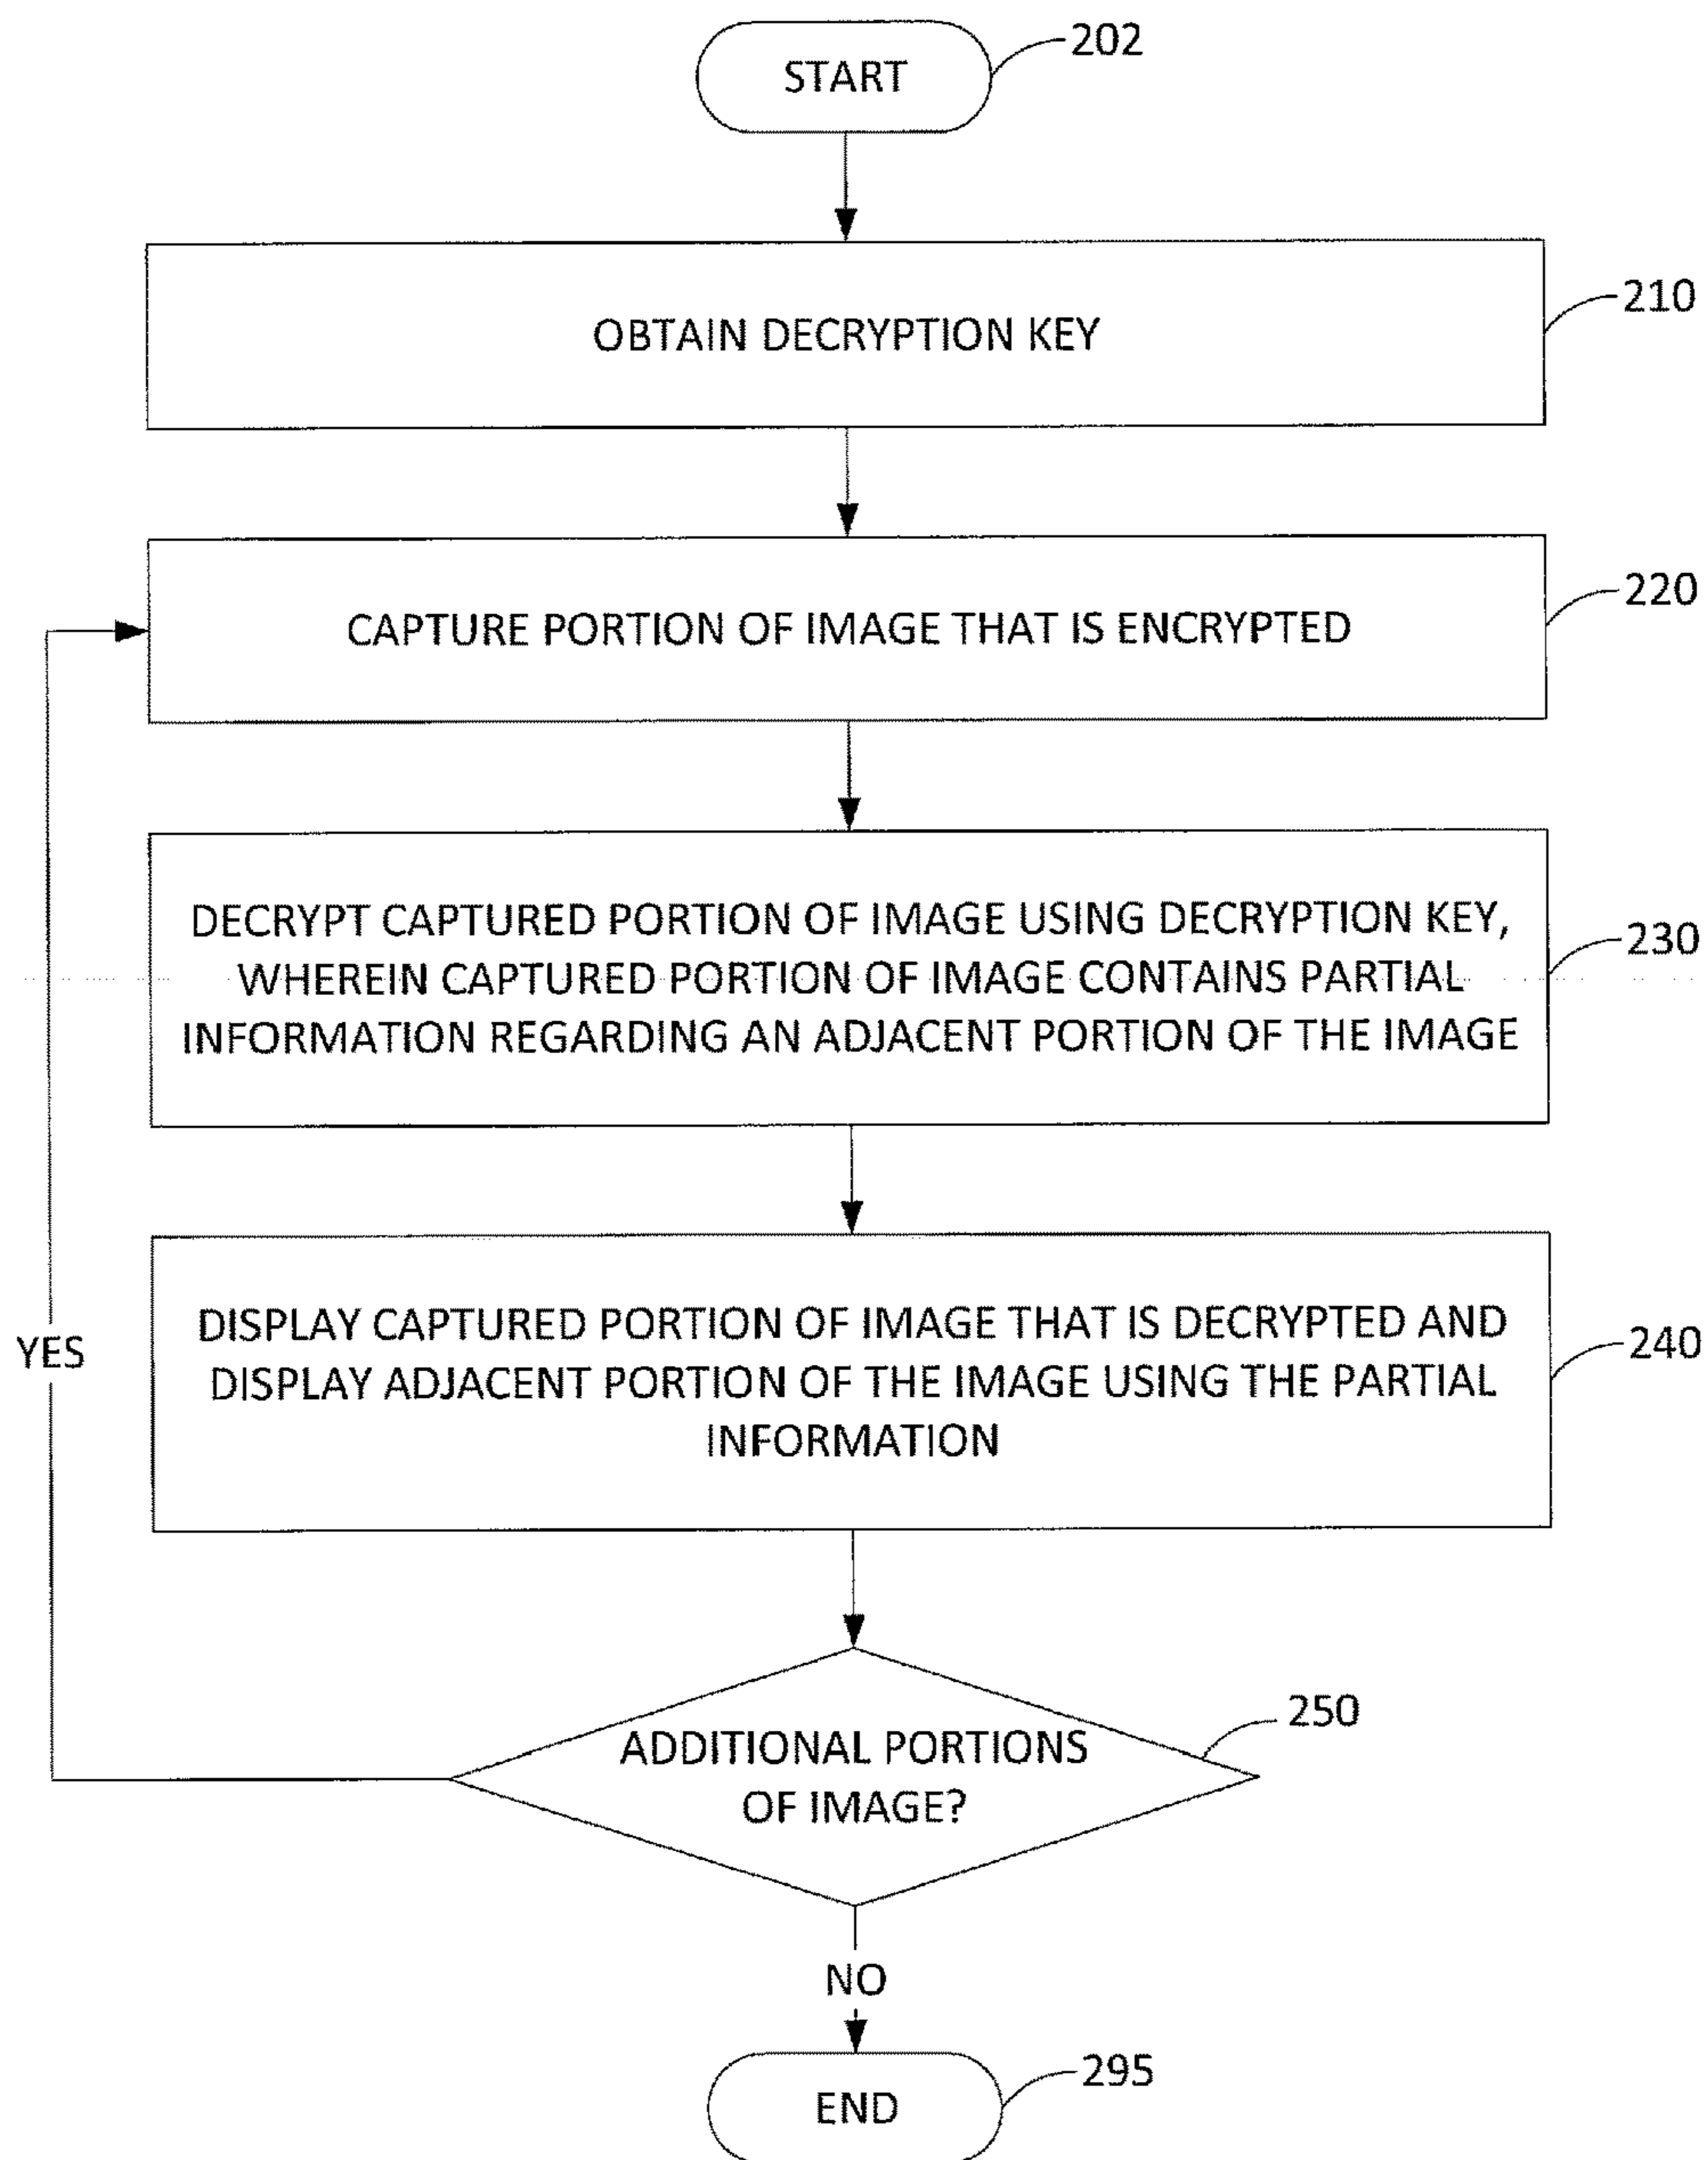 START
202
OBTAIN DECRYPTION KEY
210
CAPTURE PORTION OF IMAGE THAT IS ENCRYPTED
220
DECRYPT CAPTURED PORTION OF IMAGE USING DECRYPTION KEY,
WHEREIN CAPTURED PORTION OF IMAGE CONTAINS PARTIAL
INFORMATION REGARDING AN ADJACENT PORTION OF THE IMAGE
230
DISPLAY CAPTURED PORTION OF IMAGE THAT IS DECRYPTED AND
DISPLAY ADJACENT PORTION OF THE IMAGE USING THE PARTIAL
INFORMATION
240
YES
ADDITIONAL PORTIONS
OF IMAGE?
250
NO
END
295